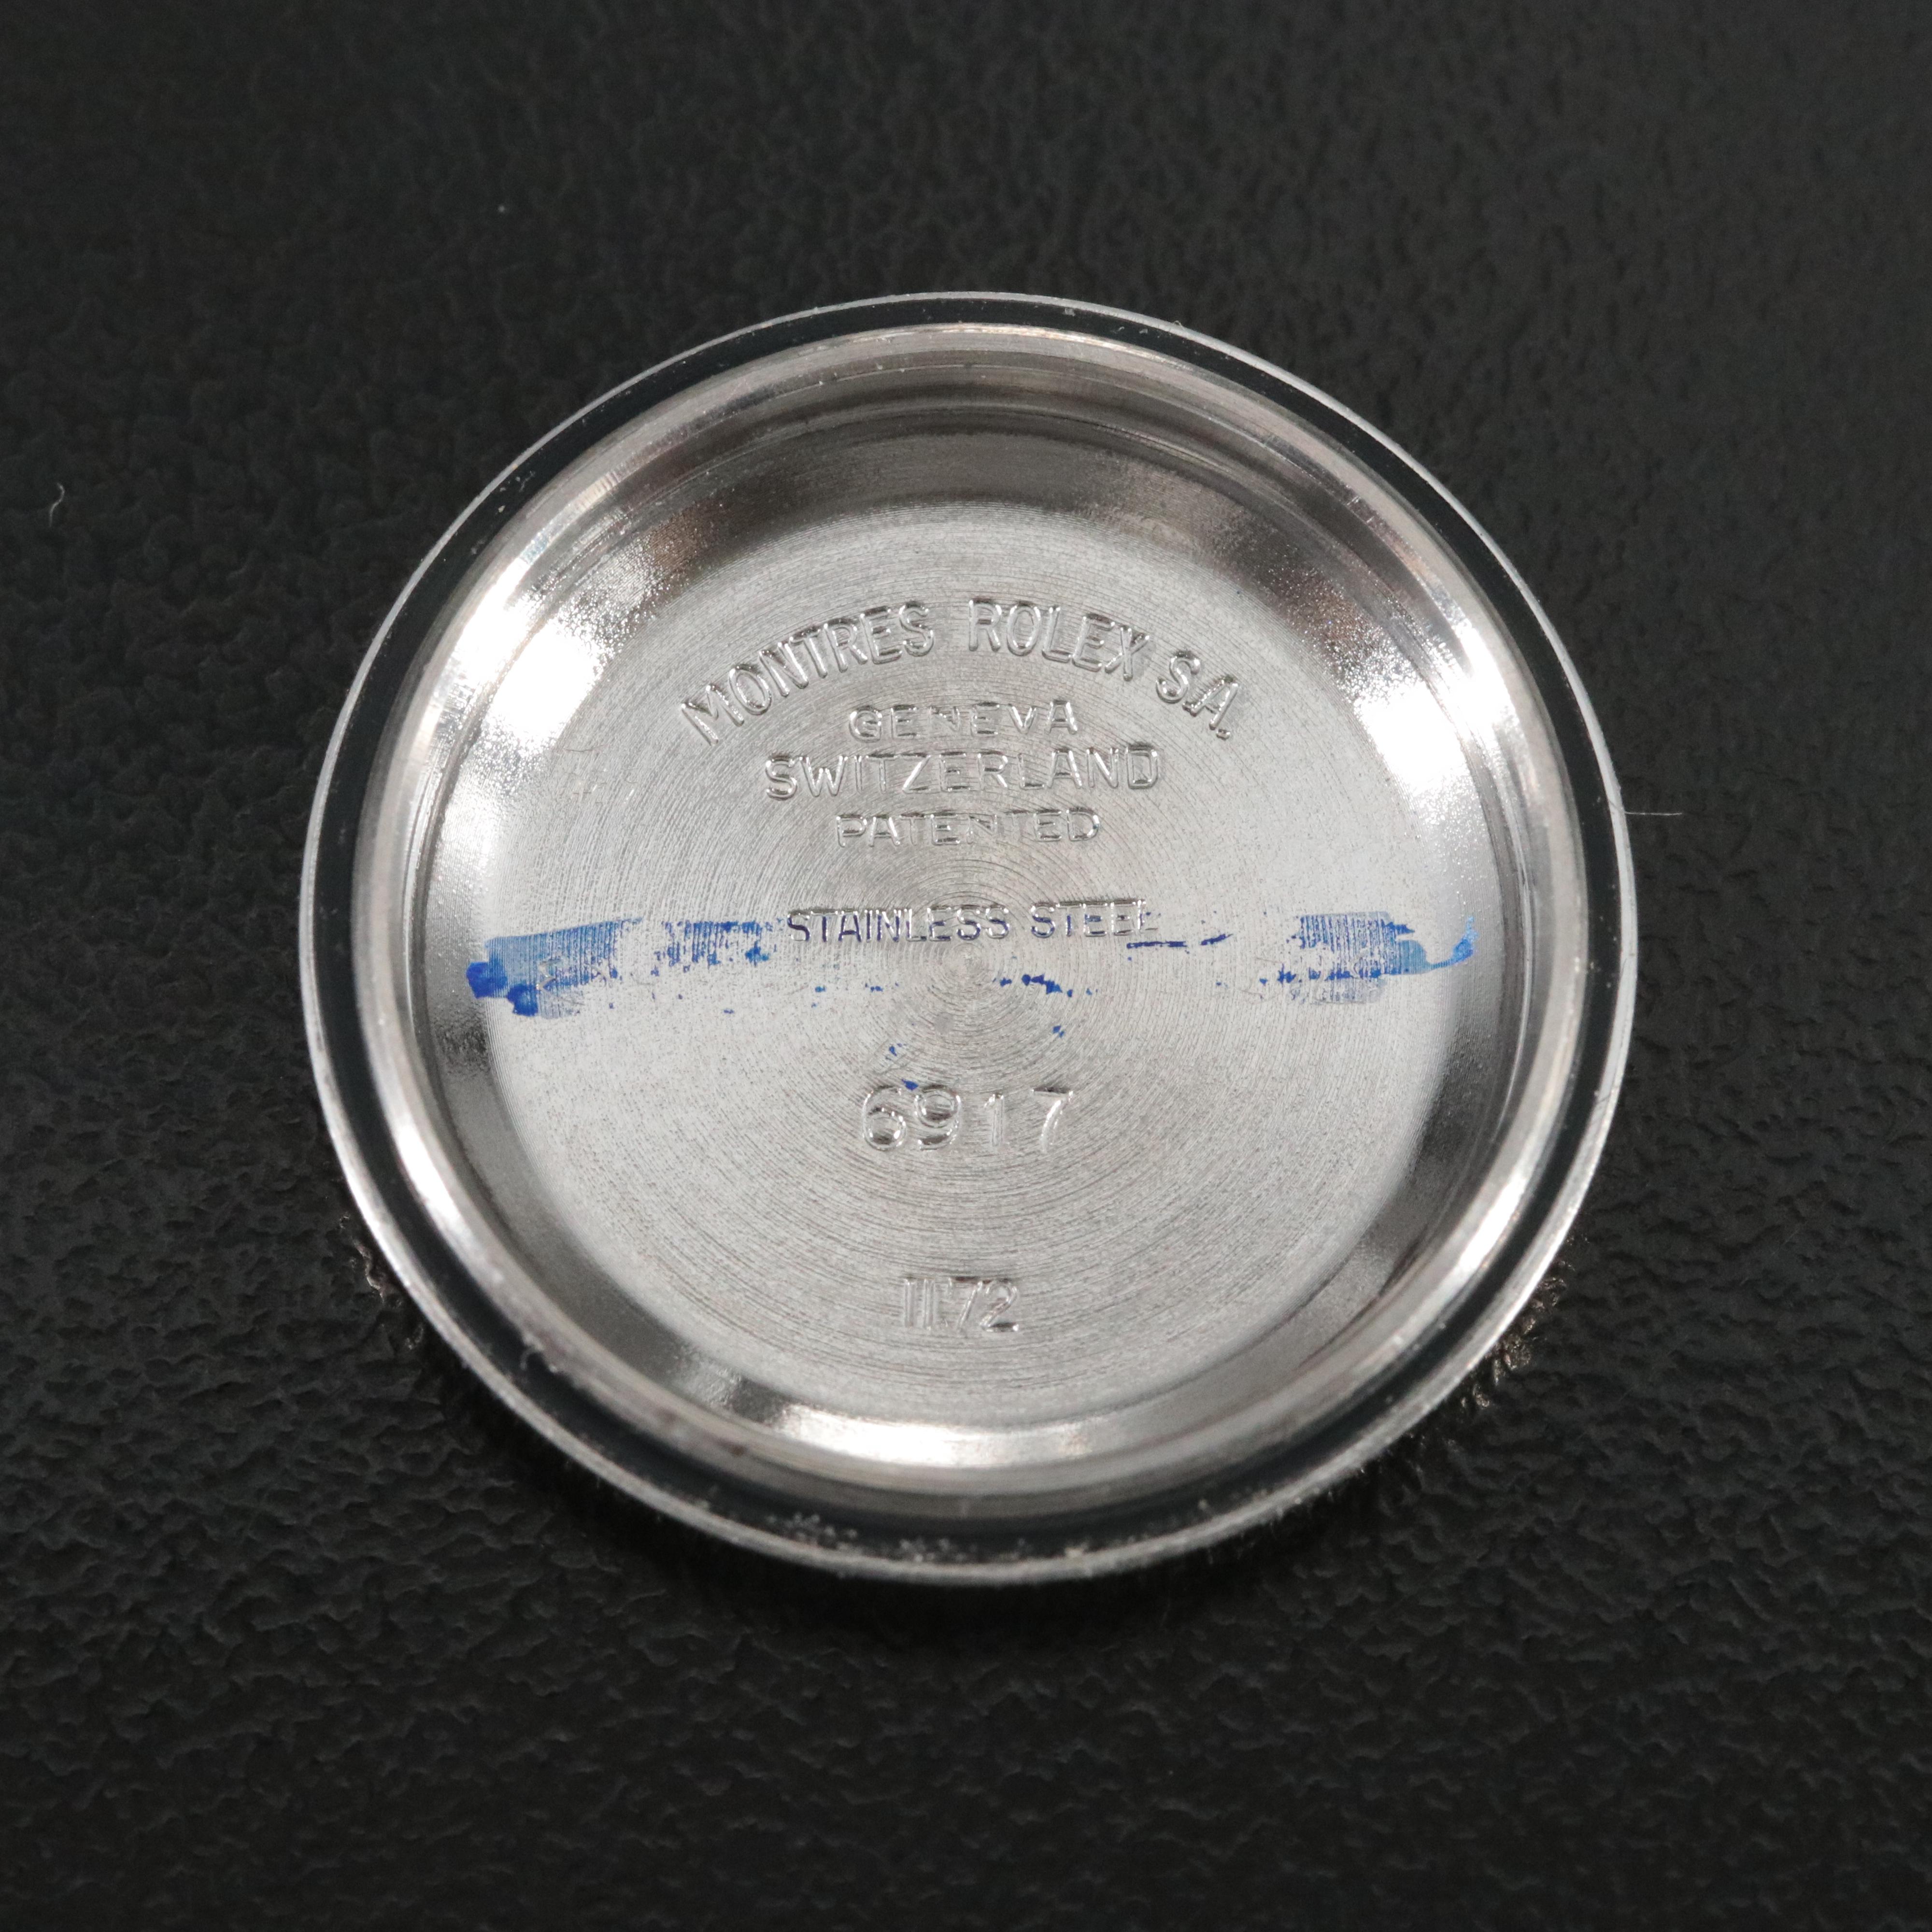 MONTRES ROLEX S.A.
GENEVA
SWITZERLAND
PATENTED
STAINLESS STEEL
6917
II.72